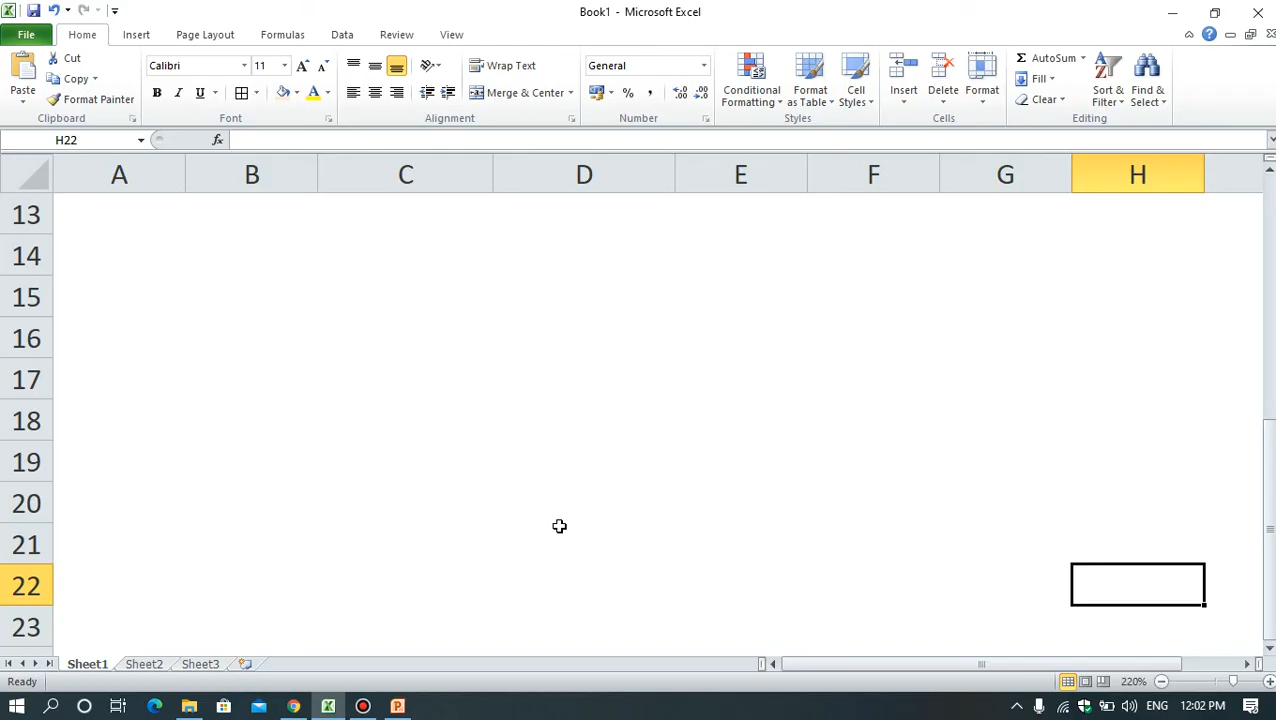 Book1 - Microsoft Excel
File Home Insert Page Layout Formulas Data Review View
Paste
Cut
Copy
Format Painter
Clipboard
Calibri 11
B I U A
Font
Wrap Text
Merge & Center
Alignment
General
% ,
Number
Conditional Formatting
Format as Table
Cell Styles
Styles
Insert Delete Format
Cells
Σ AutoSum
Fill
Clear
Sort & Filter
Find & Select
Editing
H22 fx
A B C D E F G H
13
14
15
16
17
18
19
20
21
22
23
Sheet1 Sheet2 Sheet3
Ready 220%
ENG 12:02 PM